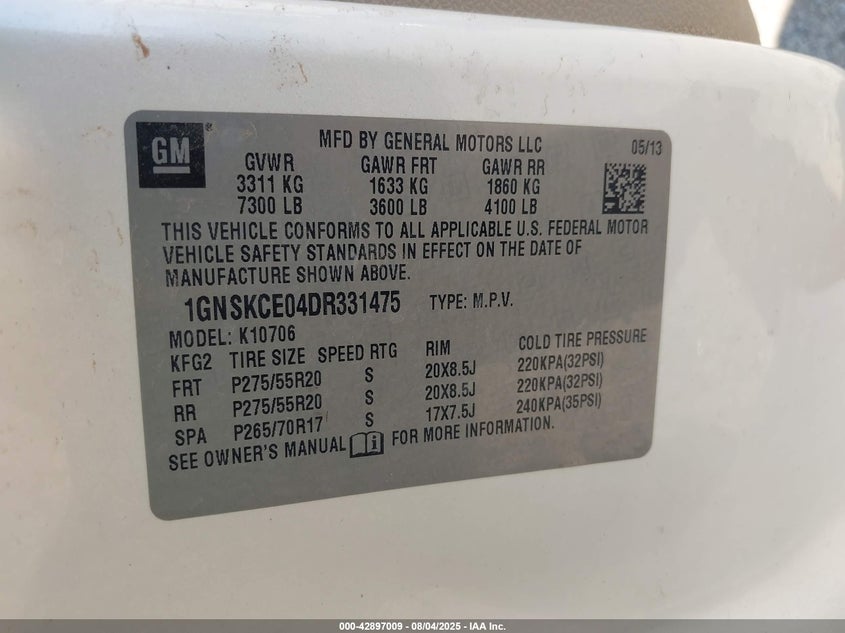 GM ®
MFD BY GENERAL MOTORS LLC 05/13
GVWR GAWR FRT GAWR RR
3311 KG 1633 KG 1860 KG
7300 LB 3600 LB 4100 LB
THIS VEHICLE CONFORMS TO ALL APPLICABLE U.S. FEDERAL MOTOR
VEHICLE SAFETY STANDARDS IN EFFECT ON THE DATE OF
MANUFACTURE SHOWN ABOVE.
1GNSKCE04DR331475 TYPE: M.P.V.
MODEL: K10706
KFG2 TIRE SIZE SPEED RTG RIM COLD TIRE PRESSURE
FRT P275/55R20 S 20X8.5J 220KPA(32PSI)
RR P275/55R20 S 20X8.5J 220KPA(32PSI)
SPA P265/70R17 S 17X7.5J 240KPA(35PSI)
SEE OWNER'S MANUAL FOR MORE INFORMATION.
000-42897009 - 08/04/2025 - IAA Inc.